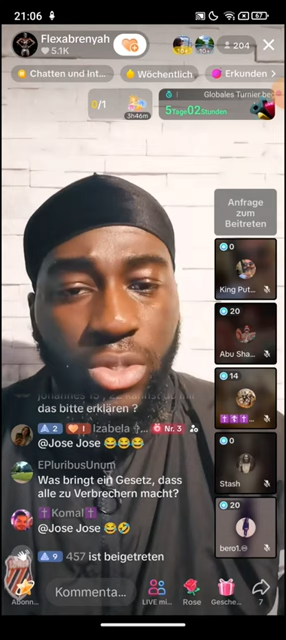 21:06
67
Flexabrenyah
5.1K
204
Chatten und Int...
Wöchentlich
Erkunden >
0/1
3h46m
Globales Turnier
5Tage02Stunden
Anfrage
zum
Beitreten
0
King Put...
20
Abu Sha...
14
0
Stash
20
bero1.
das bitte erklären ?
2
Izabela
Nr. 3
@Jose Jose 😂😂😂
EPluribusUnum
Was bringt ein Gesetz, dass
alle zu Verbrechern macht?
✝️Komal✝️
@Jose Jose 😂🤣
9 457 ist beigetreten
Abonn...
Kommenta...
LIVE mi...
Rose
Gesche...
7